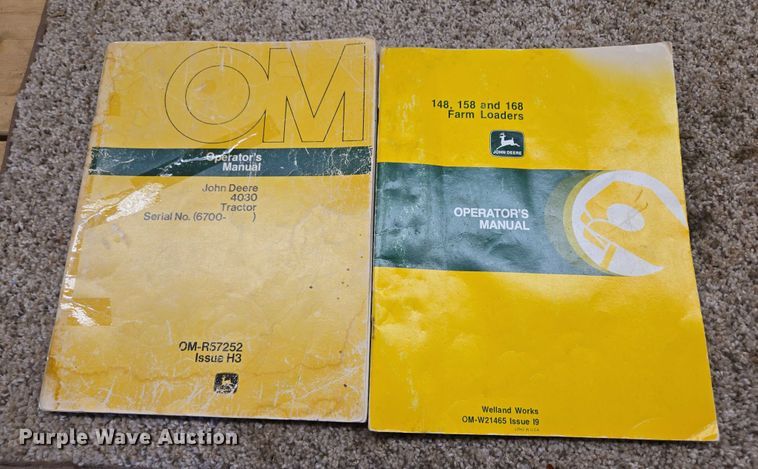 OM
Operator's
Manual
John Deere
4030
Tractor
Serial No. (6700-        )
OM-R57252
Issue H3
148, 158 and 168
Farm Loaders
JOHN DEERE
OPERATOR'S
MANUAL
Welland Works
OM-W21465 Issue I9
Purple Wave Auction